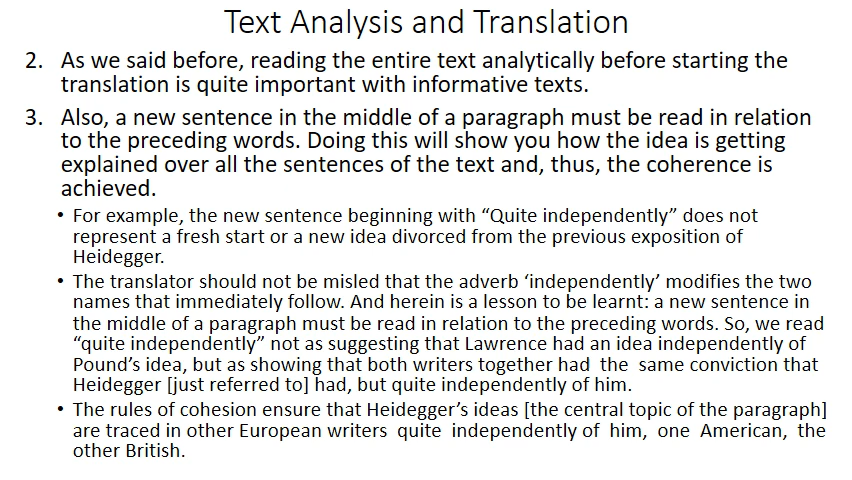 Text Analysis and Translation
2. As we said before, reading the entire text analytically before starting the
translation is quite important with informative texts.
3. Also, a new sentence in the middle of a paragraph must be read in relation
to the preceding words. Doing this will show you how the idea is getting
explained over all the sentences of the text and, thus, the coherence is
achieved.
• For example, the new sentence beginning with “Quite independently” does not
represent a fresh start or a new idea divorced from the previous exposition of
Heidegger.
• The translator should not be misled that the adverb ‘independently’ modifies the two
names that immediately follow. And herein is a lesson to be learnt: a new sentence in
the middle of a paragraph must be read in relation to the preceding words. So, we read
“quite independently” not as suggesting that Lawrence had an idea independently of
Pound’s idea, but as showing that both writers together had the same conviction that
Heidegger [just referred to] had, but quite independently of him.
• The rules of cohesion ensure that Heidegger’s ideas [the central topic of the paragraph]
are traced in other European writers quite independently of him, one American, the
other British.